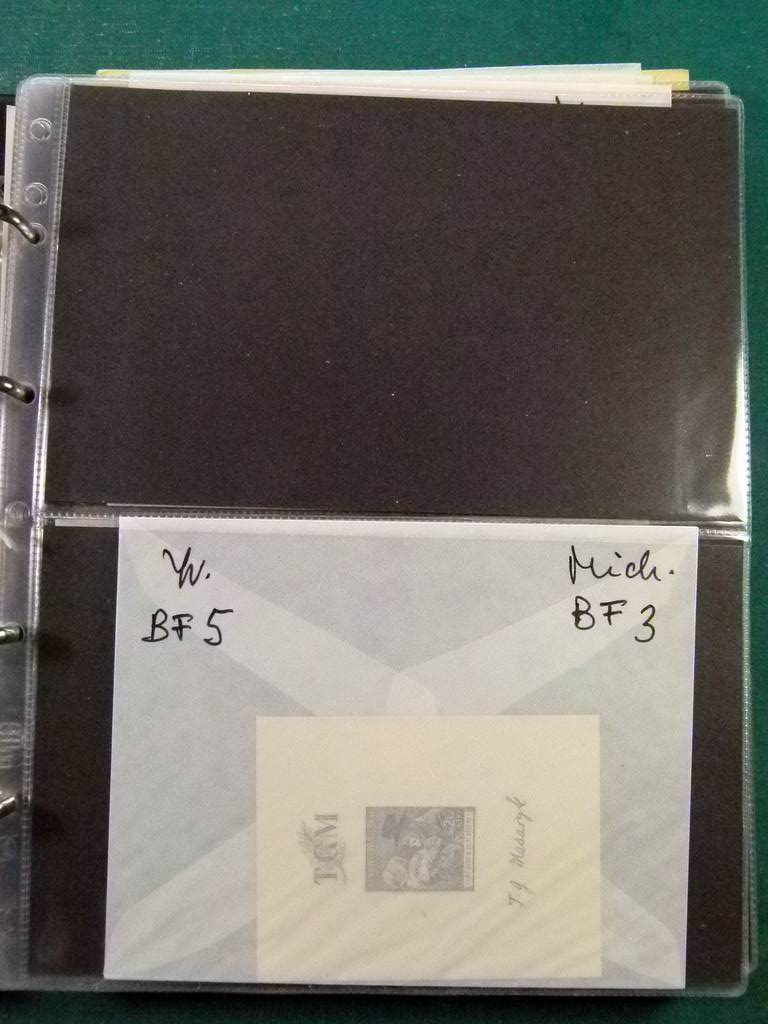 Yv.
Mich.
BF 5
BF 3
TGM
T. G. Masaryk